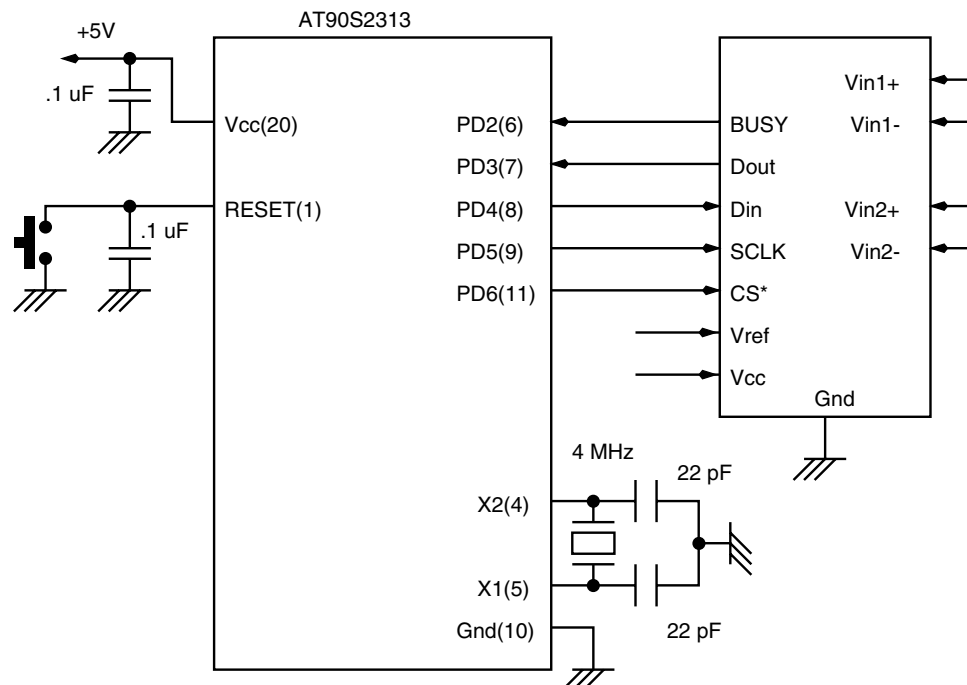 AT90S2313
+5V
.1 uF
Vcc(20)
RESET(1)
.1 uF
PD2(6)
PD3(7)
PD4(8)
PD5(9)
PD6(11)
X2(4)
X1(5)
Gnd(10)
BUSY
Dout
Din
SCLK
CS*
Vref
Vcc
Gnd
Vin1+
Vin1-
Vin2+
Vin2-
4 MHz
22 pF
22 pF